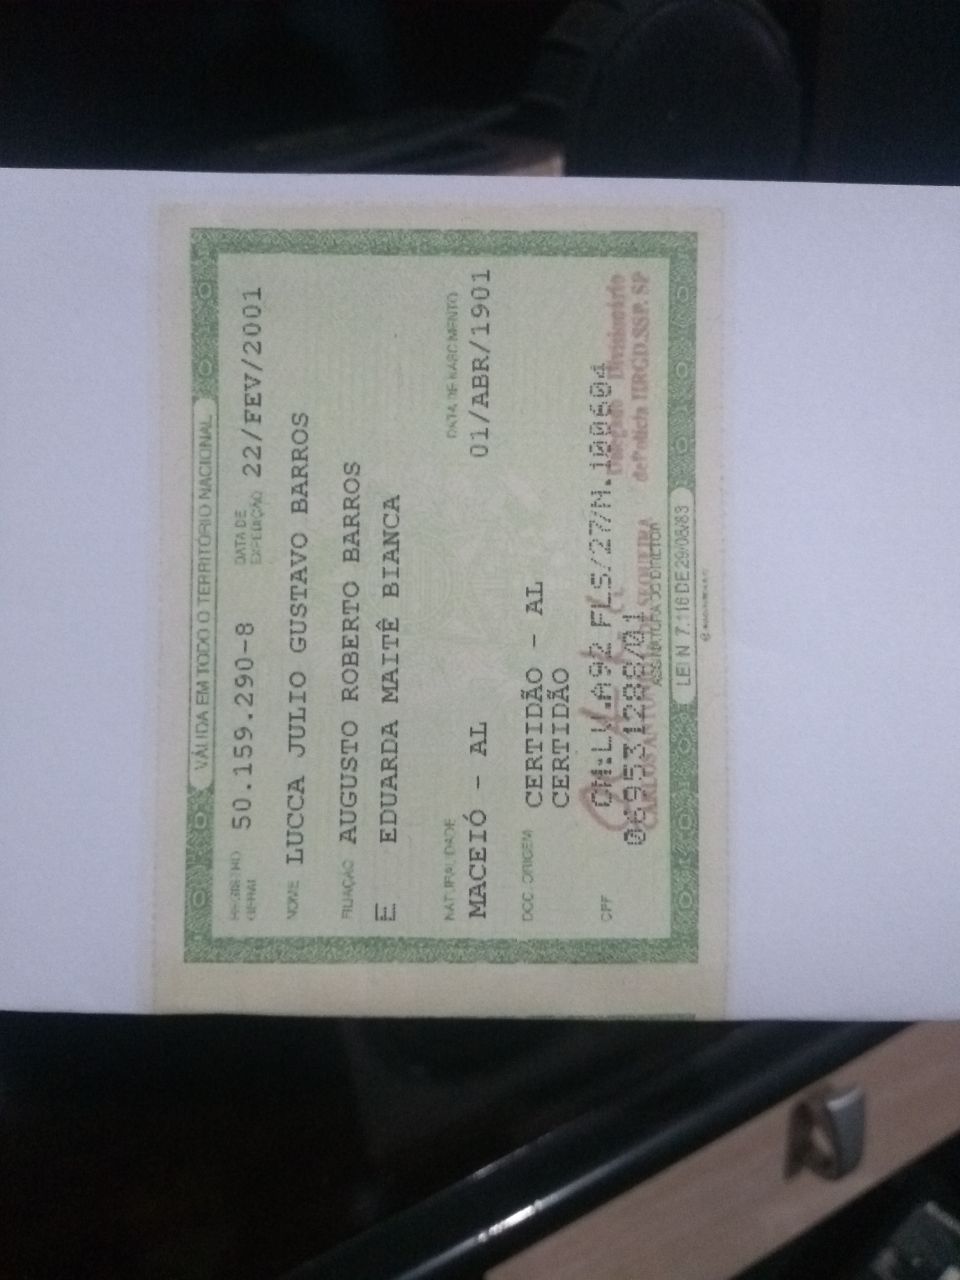 VÁLIDA EM TODO O TERRITÓRIO NACIONAL
REGISTRO GERAL 50.159.290-8 DATA DE EXPEDIÇÃO 22/FEV/2001
NOME LUCCA JULIO GUSTAVO BARROS
FILIAÇÃO AUGUSTO ROBERTO BARROS
E EDUARDA MAITÊ BIANCA
NATURALIDADE DATA DE NASCIMENTO
MACEIÓ - AL 01/ABR/1901
DOC. ORIGEM CERTIDÃO - AL
CERTIDÃO
CPF CM:LV.A92 FLS/27/N.100604
Delegado Divisionário
de Polícia IIRGD.SSP.SP
ASSINATURA DO DIRETOR
LEI N 7.116 DE 29/08/83